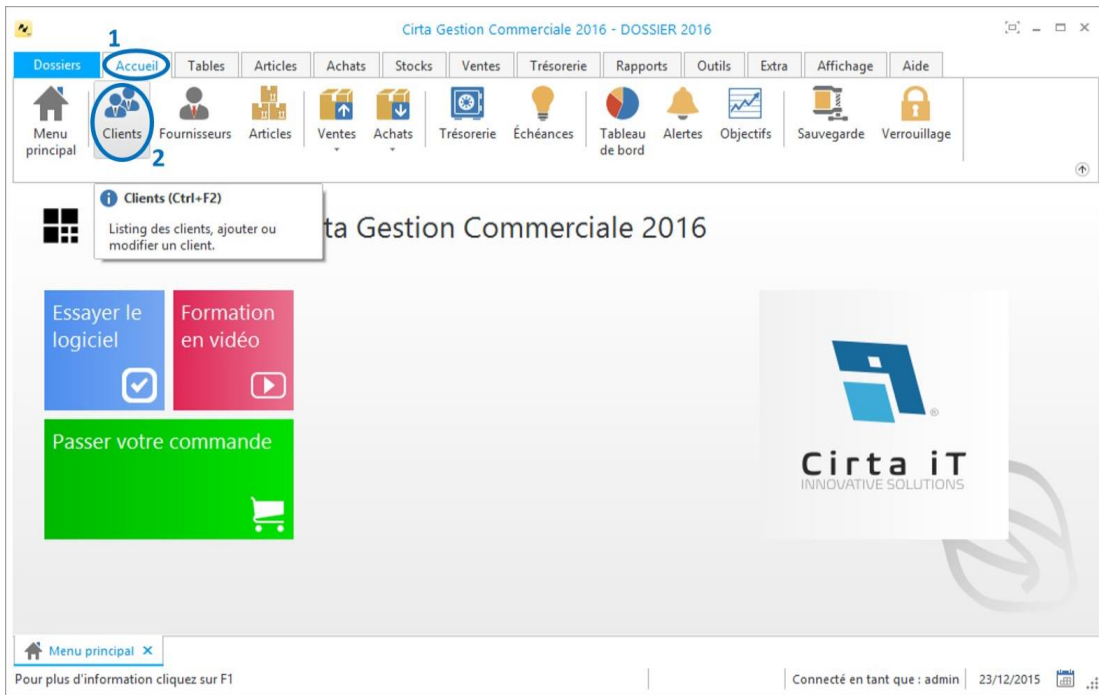 Cirta Gestion Commerciale 2016 - DOSSIER 2016
1
Dossiers Accueil Tables Articles Achats Stocks Ventes Trésorerie Rapports Outils Extra Affichage Aide
Menu principal
Clients
2
Fournisseurs
Articles
Ventes
Achats
Trésorerie
Échéances
Tableau de bord
Alertes
Objectifs
Sauvegarde
Verrouillage
Clients (Ctrl+F2)
Listing des clients, ajouter ou
modifier un client.
ta Gestion Commerciale 2016
Essayer le
logiciel
Formation
en vidéo
Passer votre commande
Cirta iT
INNOVATIVE SOLUTIONS
Menu principal
Pour plus d'information cliquez sur F1
Connecté en tant que : admin
23/12/2015